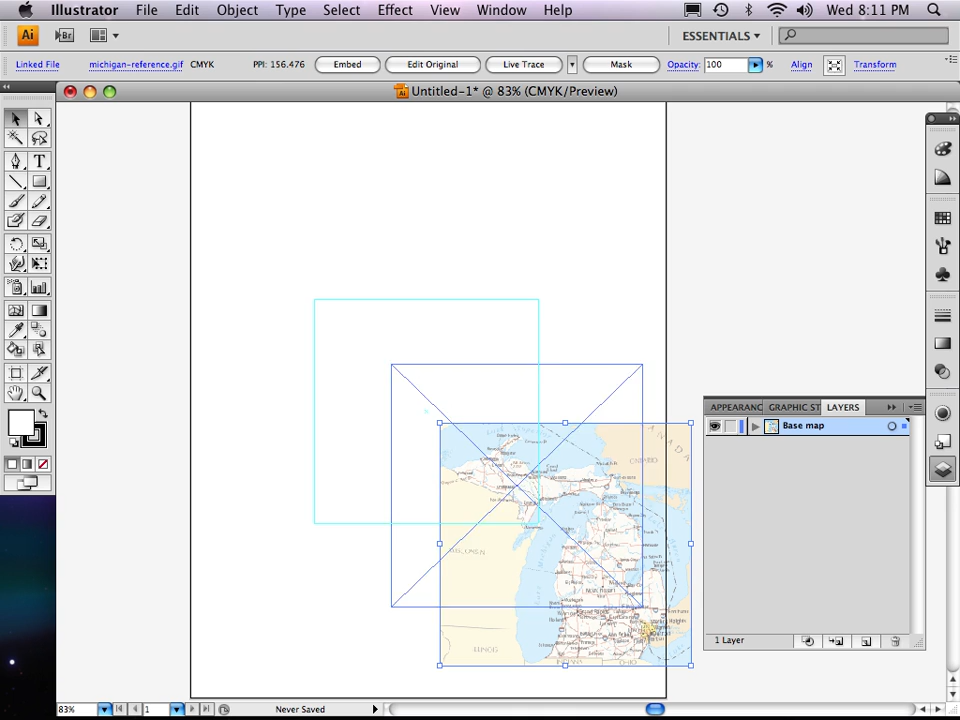 Illustrator File Edit Object Type Select Effect View Window Help Wed 8:11 PM
Ai Br ESSENTIALS
Linked File michigan-reference.gif CMYK PPI: 156.476 Embed Edit Original Live Trace Mask Opacity: 100 % Align Transform
Untitled-1* @ 83% (CMYK/Preview)
T
APPEARANC GRAPHIC ST LAYERS
Base map
1 Layer
83% 1 Never Saved